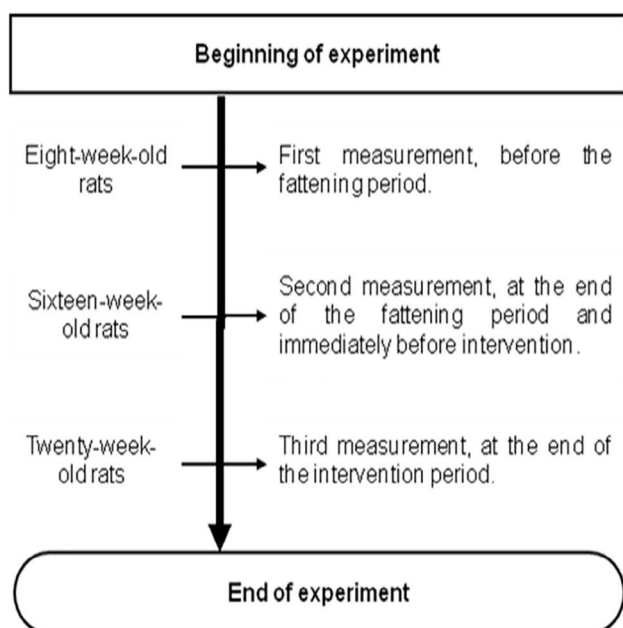 Beginning of experiment
Eight-week-old
rats
First measurement, before the
fattening period.
Sixteen-week-
old rats
Second measurement, at the end
of the fattening period and
immediately before intervention.
Twenty-week-
old rats
Third measurement, at the end of
the intervention period.
End of experiment